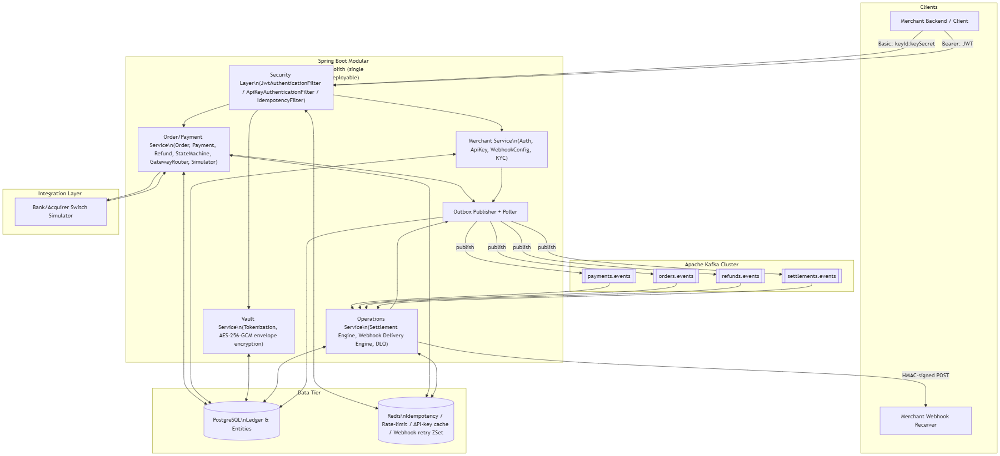 Clients
Merchant Backend / Client
Basic: keyId:keySecret
Bearer: JWT
Spring Boot Modular
olith (single
eployable)
Security
Layer\n(JwtAuthenticationFilter
/ ApiKeyAuthenticationFilter /
IdempotencyFilter)
Order/Payment
Service\n(Order, Payment,
Refund, StateMachine,
GatewayRouter, Simulator)
Merchant Service\n(Auth,
ApiKey, WebhookConfig,
KYC)
Integration Layer
Bank/Acquirer Switch
Simulator
Outbox Publisher + Poller
publish
publish
publish
publish
Apache Kafka Cluster
payments.events
orders.events
refunds.events
settlements.events
Vault
Service\n(Tokenization,
AES-256-GCM envelope
encryption)
Operations
Service\n(Settlement
Engine, Webhook Delivery
Engine, DLQ)
HMAC-signed POST
Data Tier
PostgreSQL\nLedger &
Entities
Redis\nIdempotency /
Rate-limit / API-key cache
/ Webhook retry ZSet
Merchant Webhook
Receiver